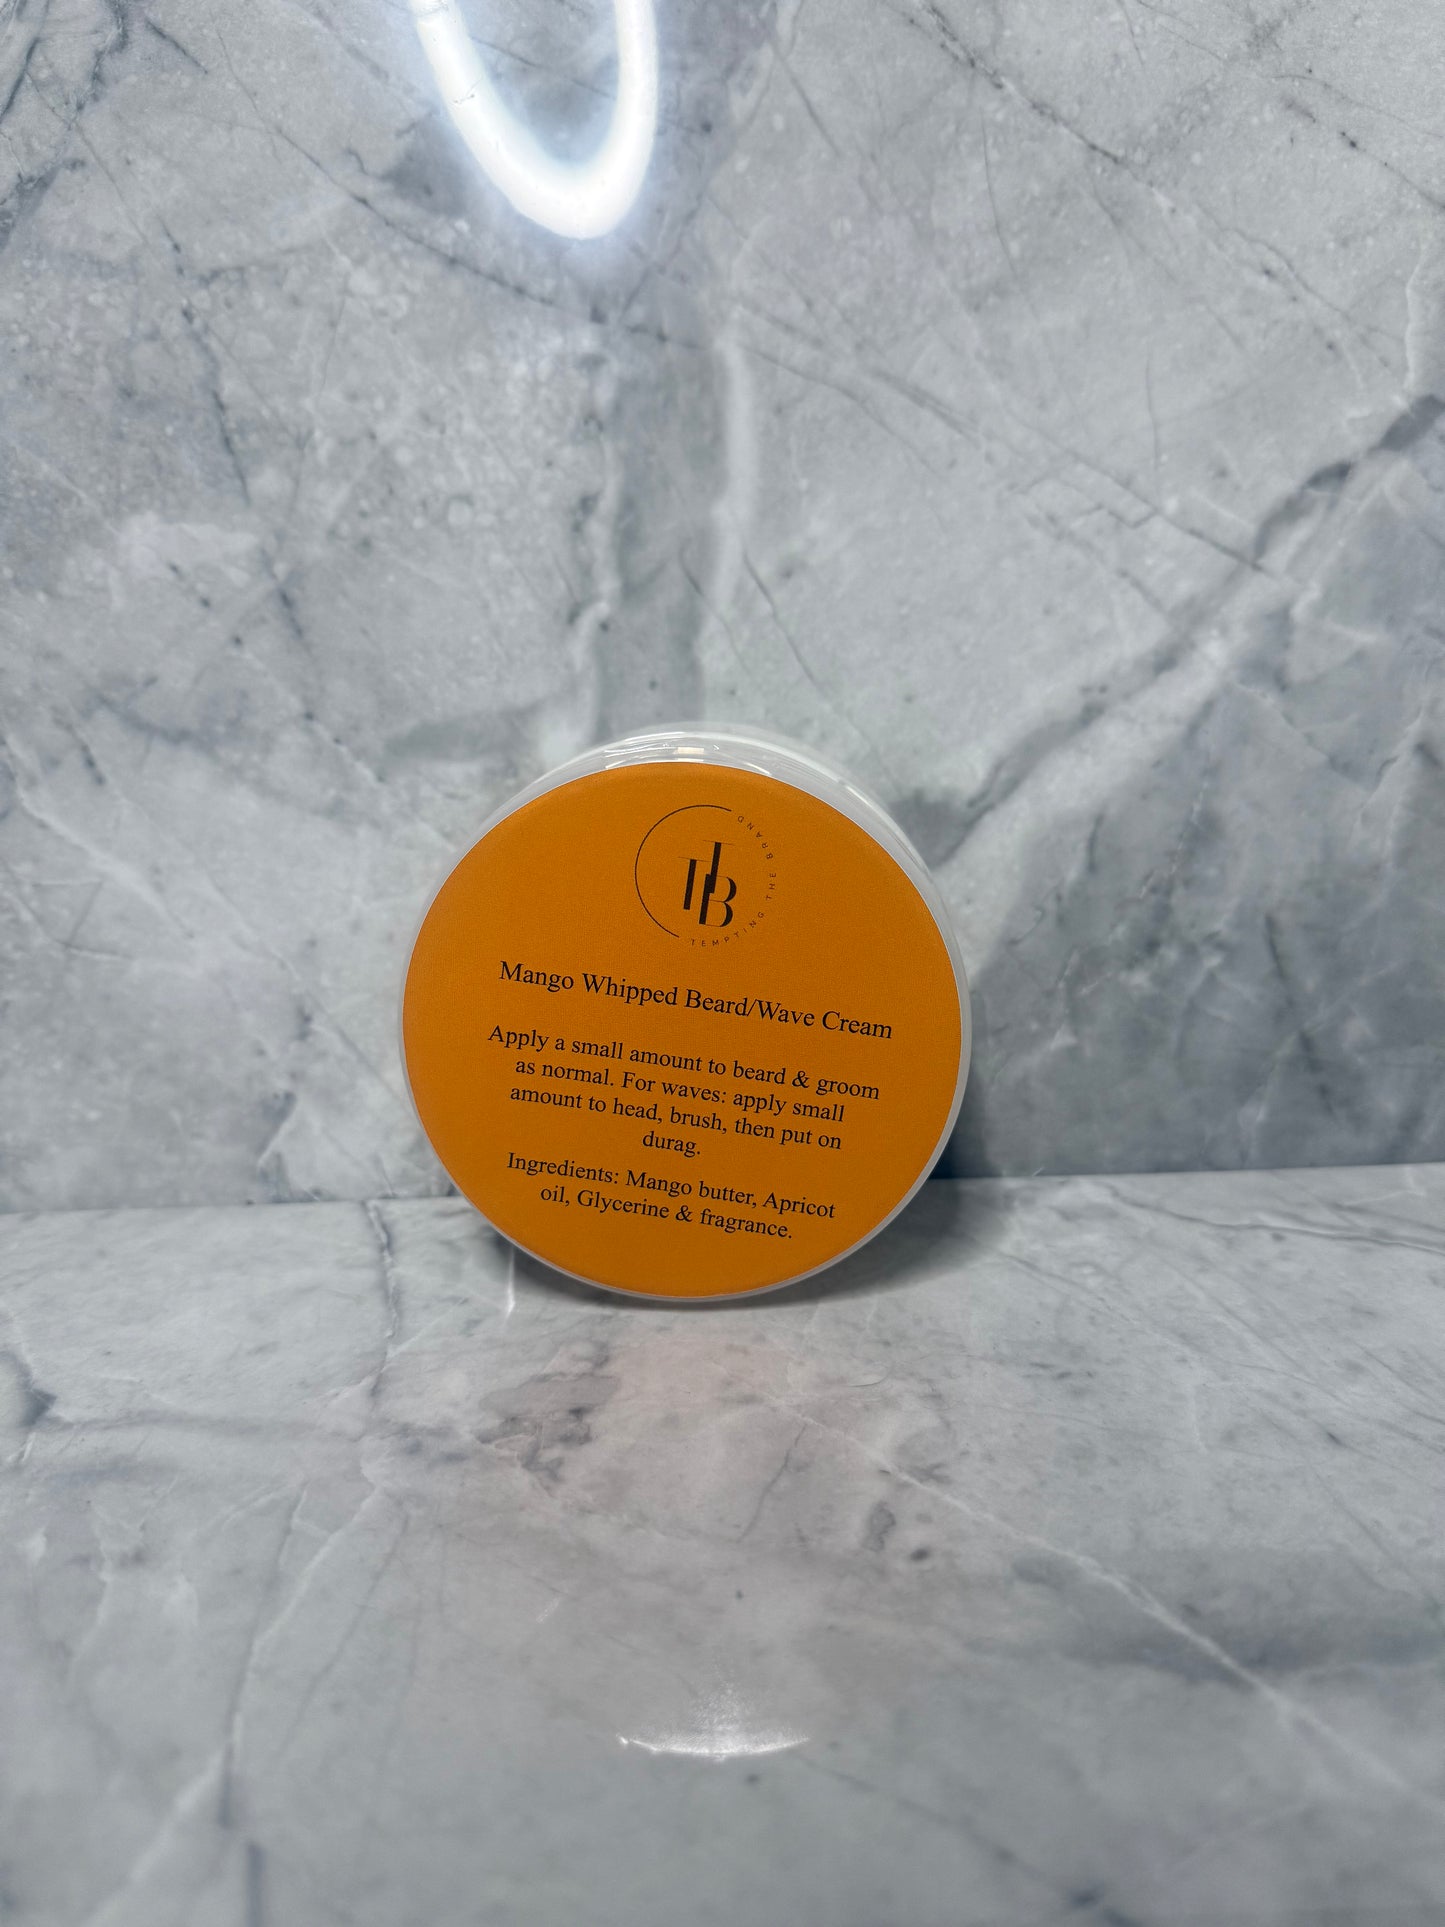 TTB
TEMPTING THE BRAND
Mango Whipped Beard/Wave Cream
Apply a small amount to beard & groom
as normal. For waves: apply small
amount to head, brush, then put on
durag.
Ingredients: Mango butter, Apricot
oil, Glycerine & fragrance.